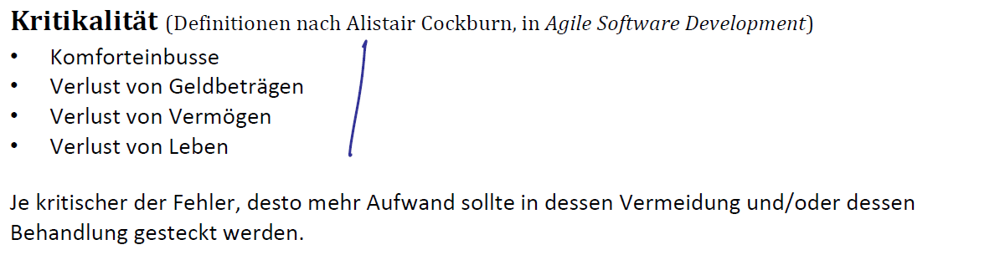 Kritikalität (Definitionen nach Alistair Cockburn, in Agile Software Development)
• Komforteinbusse
• Verlust von Geldbeträgen
• Verlust von Vermögen
• Verlust von Leben
Je kritischer der Fehler, desto mehr Aufwand sollte in dessen Vermeidung und/oder dessen
Behandlung gesteckt werden.